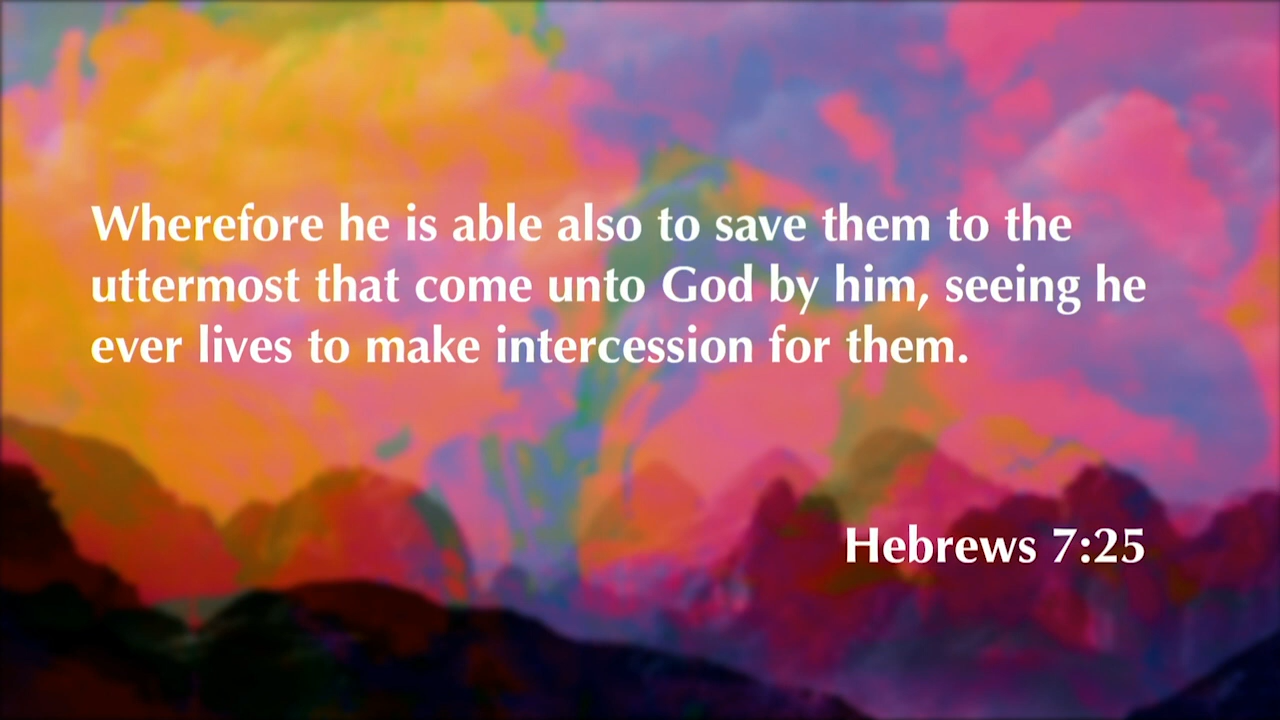 Wherefore he is able also to save them to the
uttermost that come unto God by him, seeing he
ever lives to make intercession for them.
Hebrews 7:25